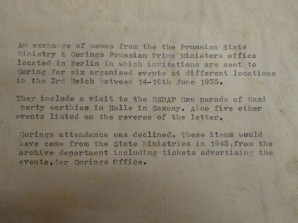 An exchange of memos from the the Prussian State
Ministry & Gorings Prussian Prime Ministers office
located in Berlin in which invitations are sent to
Goring for six organised events at different locations
in the 3rd Reich between 14-16th June 1935.
They include a visit to the NSDAP Gau parade of Nazi
party worthies in Halle in Saxony. Also five other
events listed on the reverse of the letter.
Gorings attendance was declined. These items would
have come from the State Ministries in 1945,from the
archive department including tickets advertising the
events,for Gorings Office.